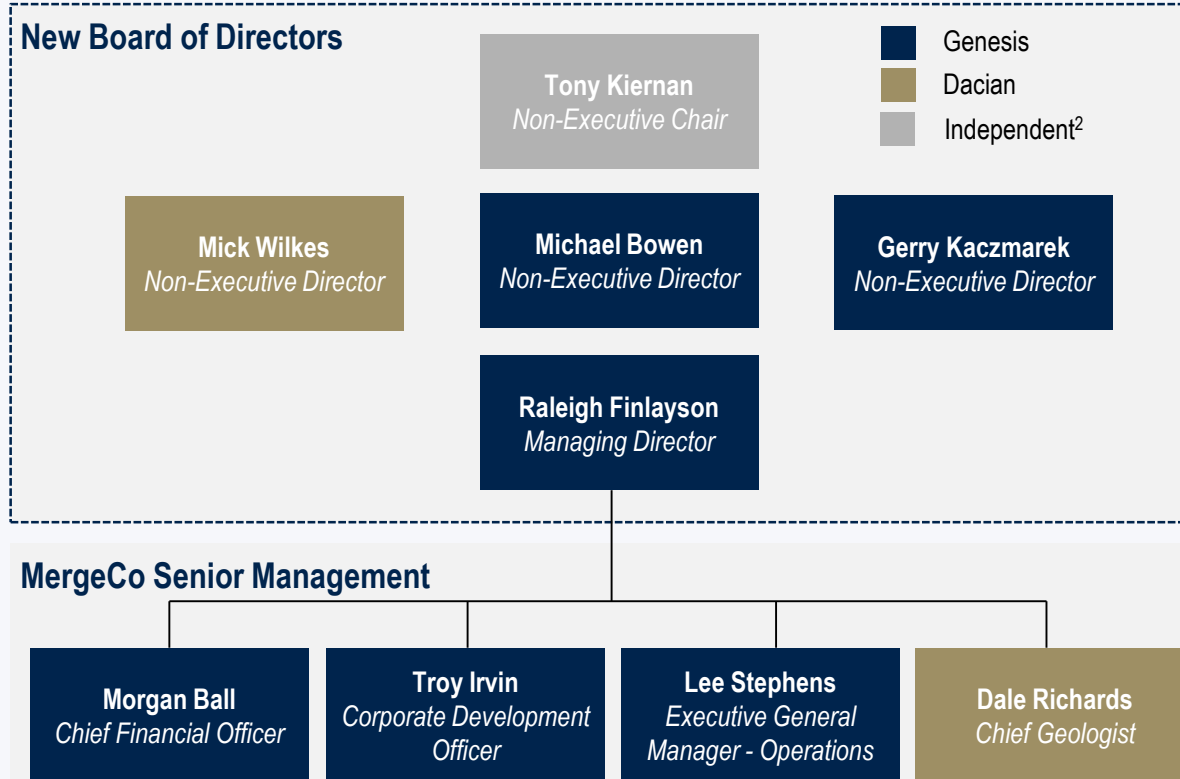 New Board of Directors
Genesis
Dacian
Independent²
Tony Kiernan
Non-Executive Chair
Mick Wilkes
Non-Executive Director
Michael Bowen
Non-Executive Director
Gerry Kaczmarek
Non-Executive Director
Raleigh Finlayson
Managing Director
MergeCo Senior Management
Morgan Ball
Chief Financial Officer
Troy Irvin
Corporate Development
Officer
Lee Stephens
Executive General
Manager - Operations
Dale Richards
Chief Geologist